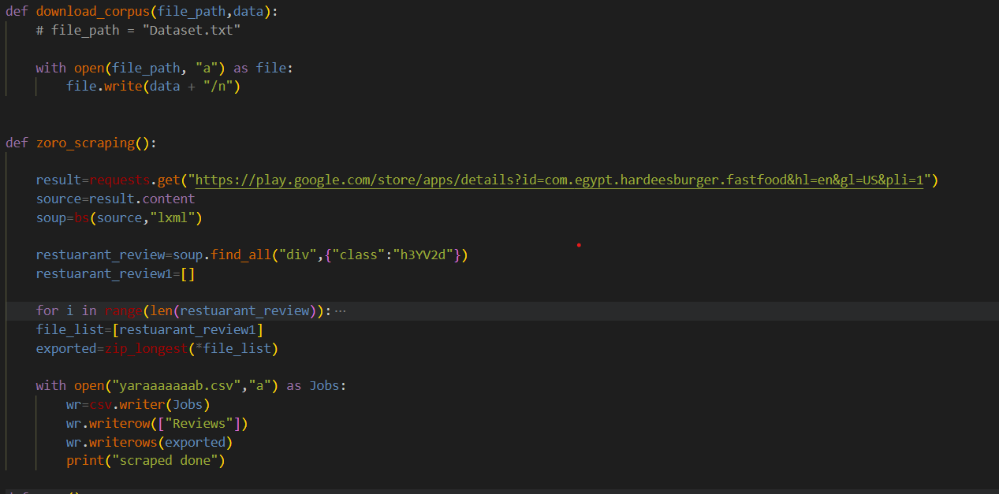 def download_corpus(file_path,data):
    # file_path = "Dataset.txt"
    with open(file_path, "a") as file:
        file.write(data + "/n")
def zoro_scraping():
    result=requests.get("https://play.google.com/store/apps/details?id=com.egypt.hardeesburger.fastfood&hl=en&gl=US&pli=1")
    source=result.content
    soup=bs(source,"lxml")
    restuarant_review=soup.find_all("div",{"class":"h3YV2d"})
    restuarant_review1=[]
    for i in range(len(restuarant_review)):···
    file_list=[restuarant_review1]
    exported=zip_longest(*file_list)
    with open("yaraaaaaaab.csv","a") as Jobs:
        wr=csv.writer(Jobs)
        wr.writerow(["Reviews"])
        wr.writerows(exported)
        print("scraped done")